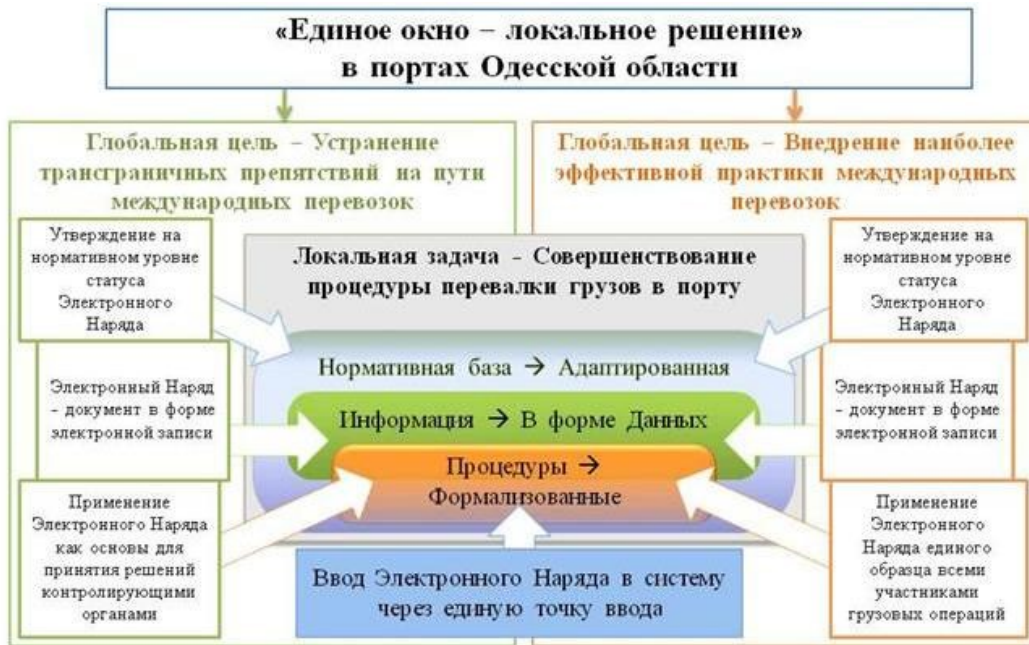 «Единое окно – локальное решение»
в портах Одесской области
Глобальная цель – Устранение
трансграничных препятствий на пути
международных перевозок
Глобальная цель – Внедрение наиболее
эффективной практики международных
перевозок
Утверждение на
нормативном уровне
статуса
Электронного
Наряда
Электронный Наряд
- документ в форме
электронной записи
Применение
Электронного Наряда
как основы для
принятия решений
контролирующими
органами
Локальная задача – Совершенствование
процедуры перевалки грузов в порту
Нормативная база → Адаптированная
Информация → В форме Данных
Процедуры →
Формализованные
Ввод Электронного Наряда в систему
через единую точку ввода
Утверждение на
нормативном уровне
статуса
Электронного
Наряда
Электронный Наряд
- документ в форме
электронной записи
Применение
Электронного
Наряда единого
образца всеми
участниками
грузовых операций